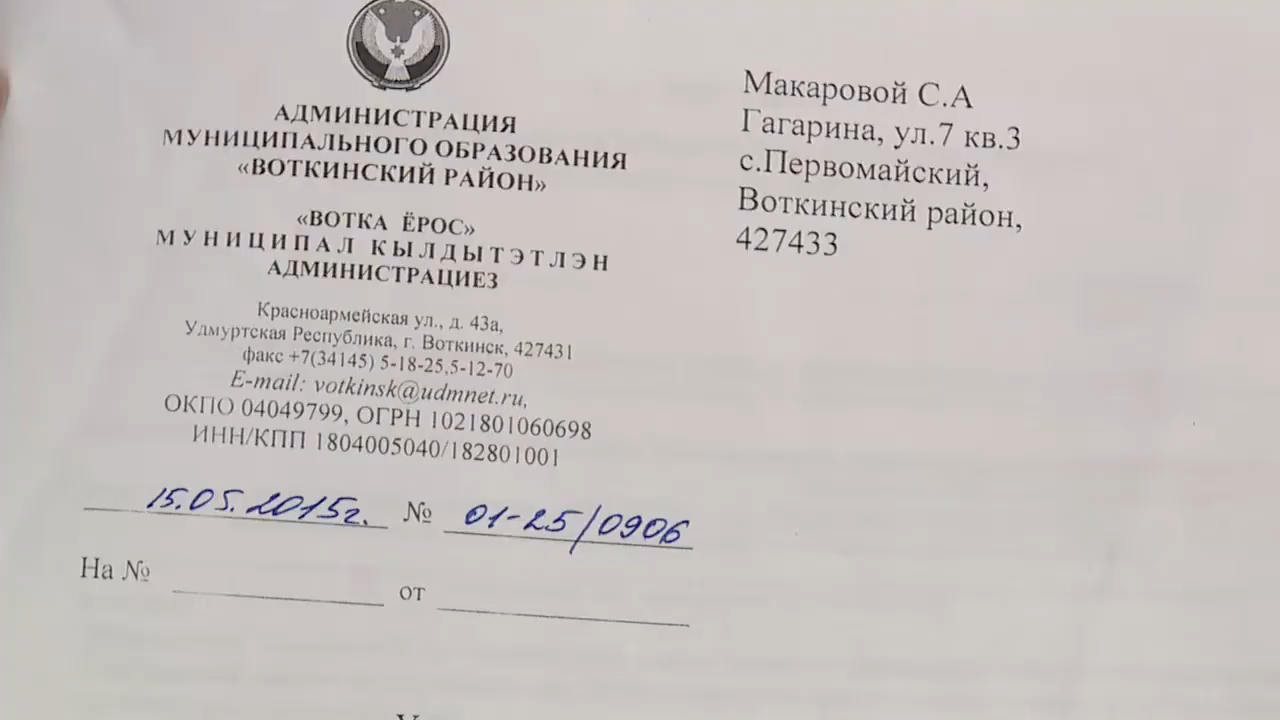 АДМИНИСТРАЦИЯ
МУНИЦИПАЛЬНОГО ОБРАЗОВАНИЯ
«ВОТКИНСКИЙ РАЙОН»
«ВОТКА ЁРОС»
МУНИЦИПАЛ КЫЛДЫТЭТЛЭН
АДМИНИСТРАЦИЕЗ
Красноармейская ул., д. 43а,
Удмуртская Республика, г. Воткинск, 427431
факс +7(34145) 5-18-25,5-12-70
E-mail: votkinsk@udmnet.ru,
ОКПО 04049799, ОГРН 1021801060698
ИНН/КПП 1804005040/182801001
15.05.2015г. № 01-25/0906
На № от
Макаровой С.А
Гагарина, ул.7 кв.3
с.Первомайский,
Воткинский район,
427433